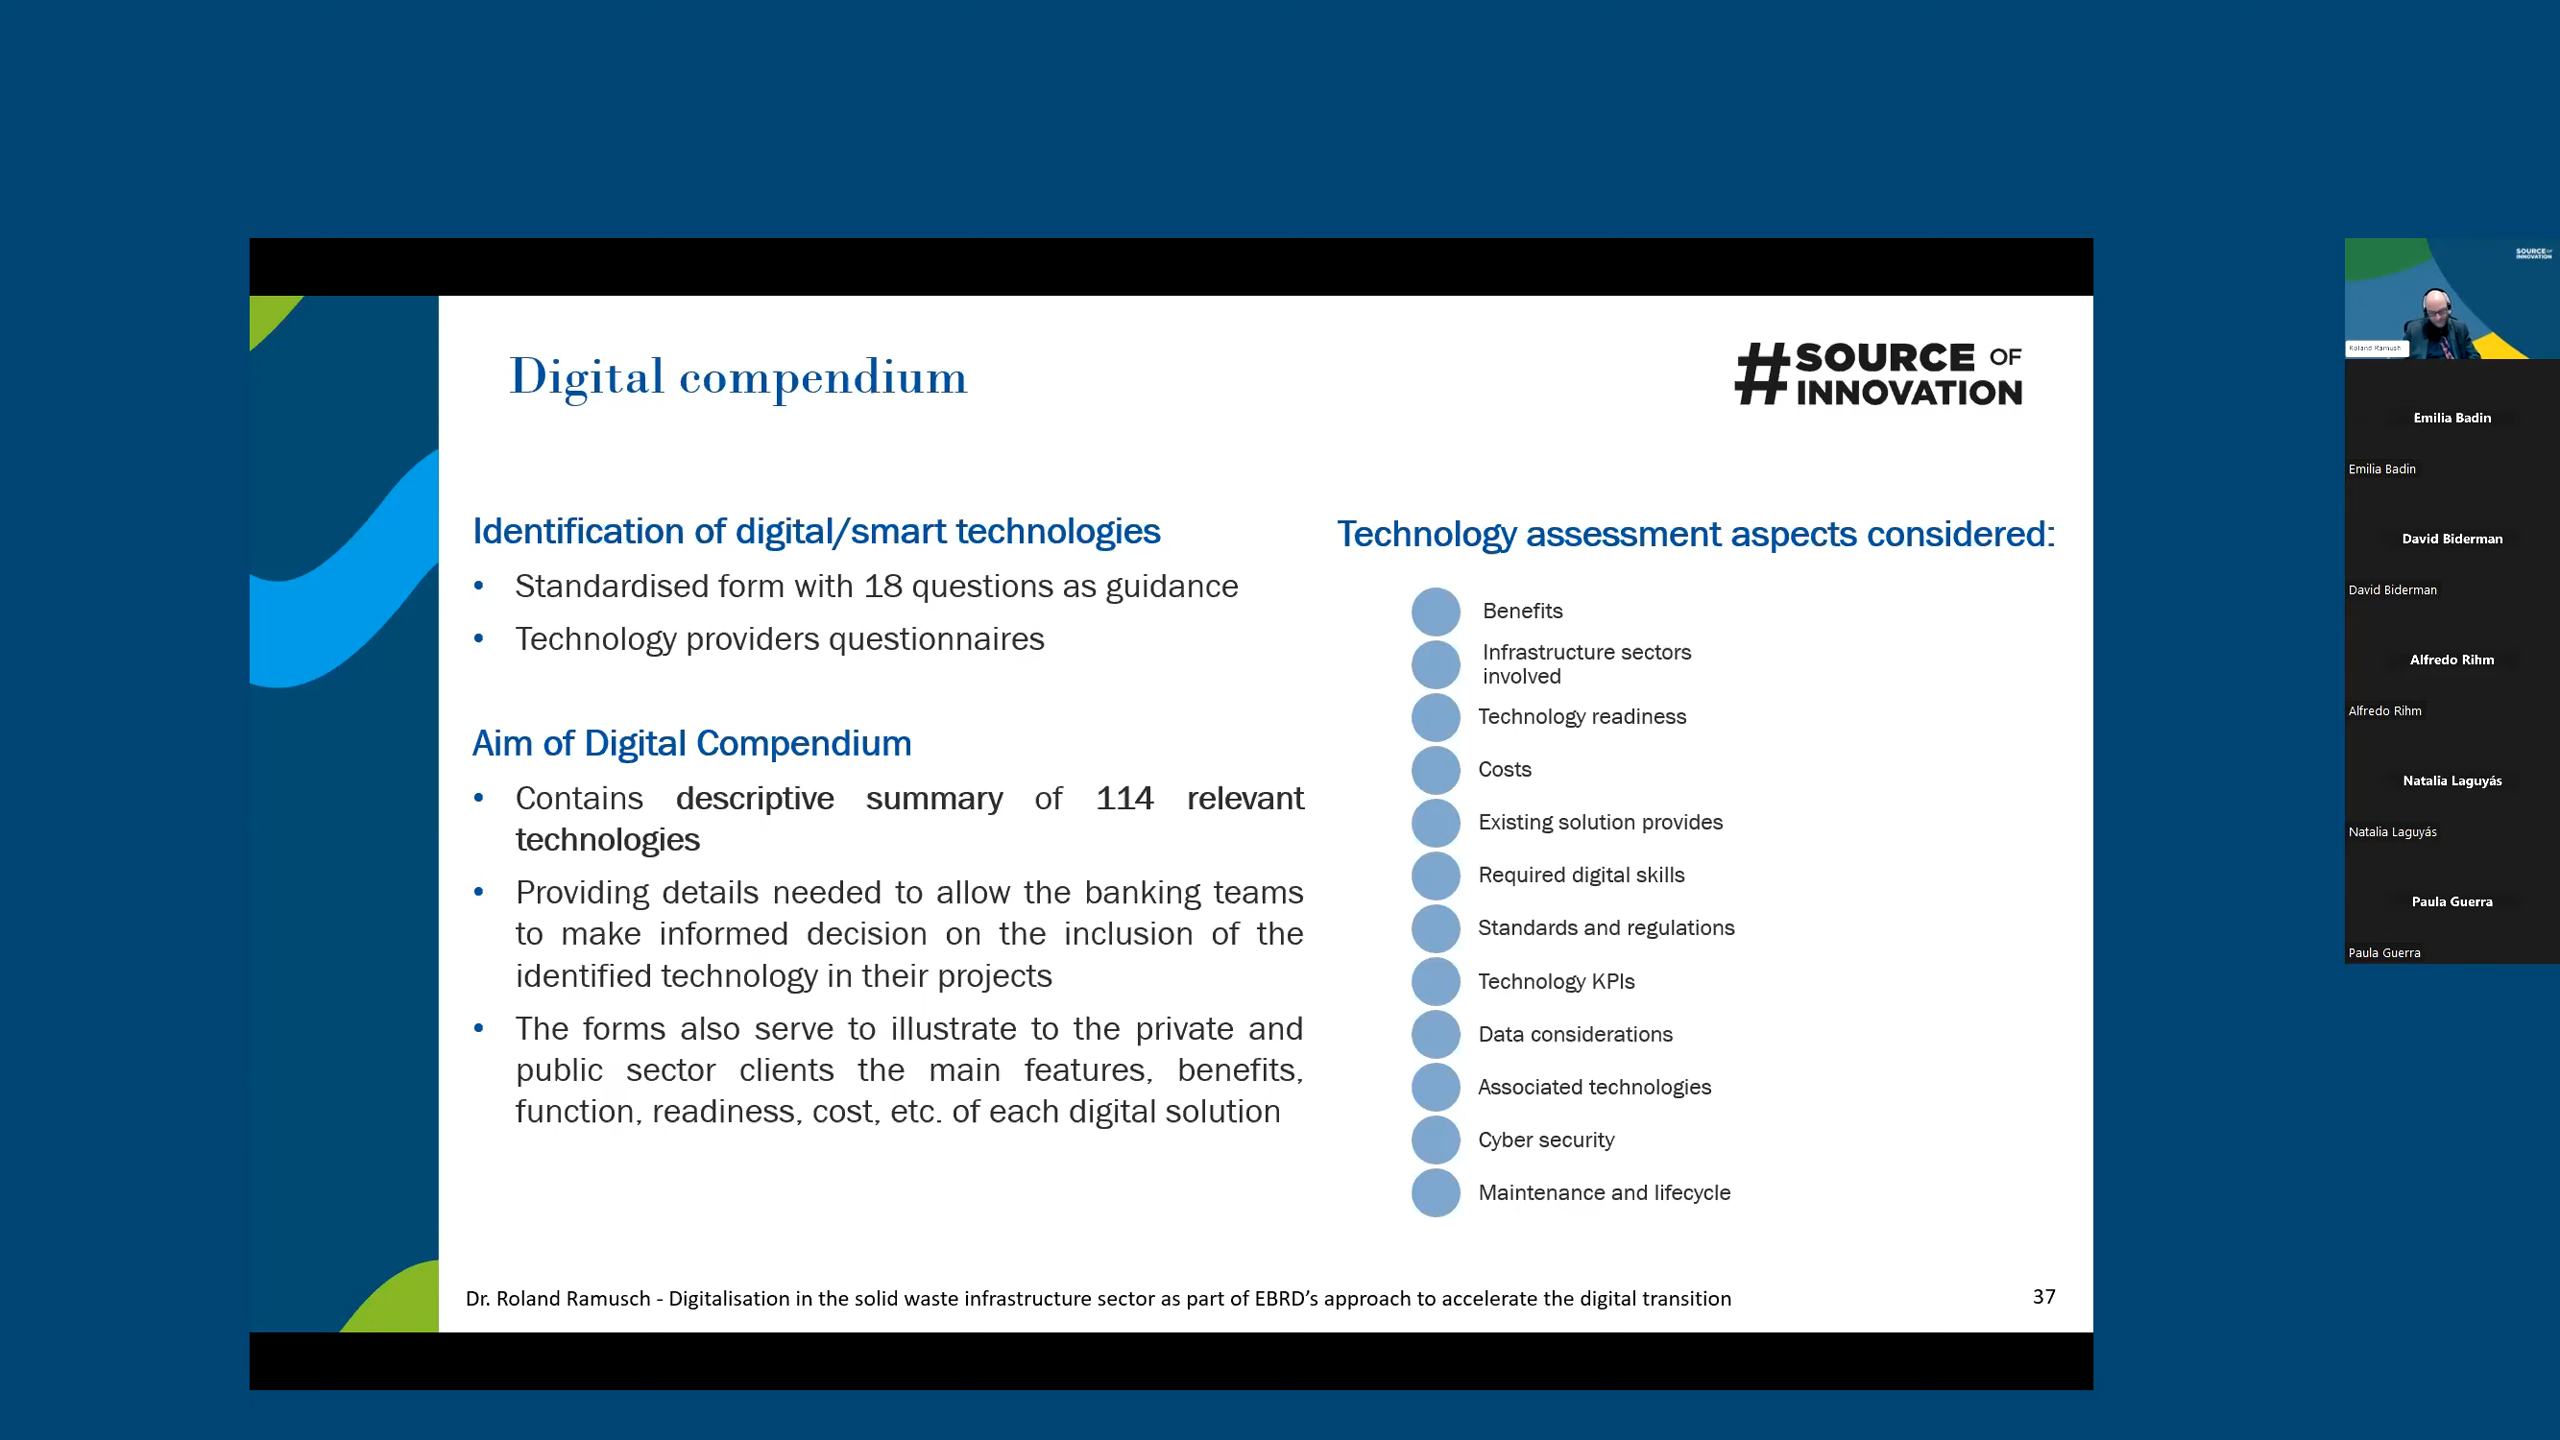 Digital compendium
#SOURCE OF
INNOVATION
Identification of digital/smart technologies
• Standardised form with 18 questions as guidance
• Technology providers questionnaires
Aim of Digital Compendium
• Contains descriptive summary of 114 relevant
technologies
• Providing details needed to allow the banking teams
to make informed decision on the inclusion of the
identified technology in their projects
• The forms also serve to illustrate to the private and
public sector clients the main features, benefits,
function, readiness, cost, etc. of each digital solution
Technology assessment aspects considered:
Benefits
Infrastructure sectors
involved
Technology readiness
Costs
Existing solution provides
Required digital skills
Standards and regulations
Technology KPIs
Data considerations
Associated technologies
Cyber security
Maintenance and lifecycle
Dr. Roland Ramusch - Digitalisation in the solid waste infrastructure sector as part of EBRD’s approach to accelerate the digital transition
37
SOURCE OF
INNOVATION
Roland Ramush
Emilia Badin
Emilia Badin
David Biderman
David Biderman
Alfredo Rihm
Alfredo Rihm
Natalia Laguyás
Natalia Laguyás
Paula Guerra
Paula Guerra